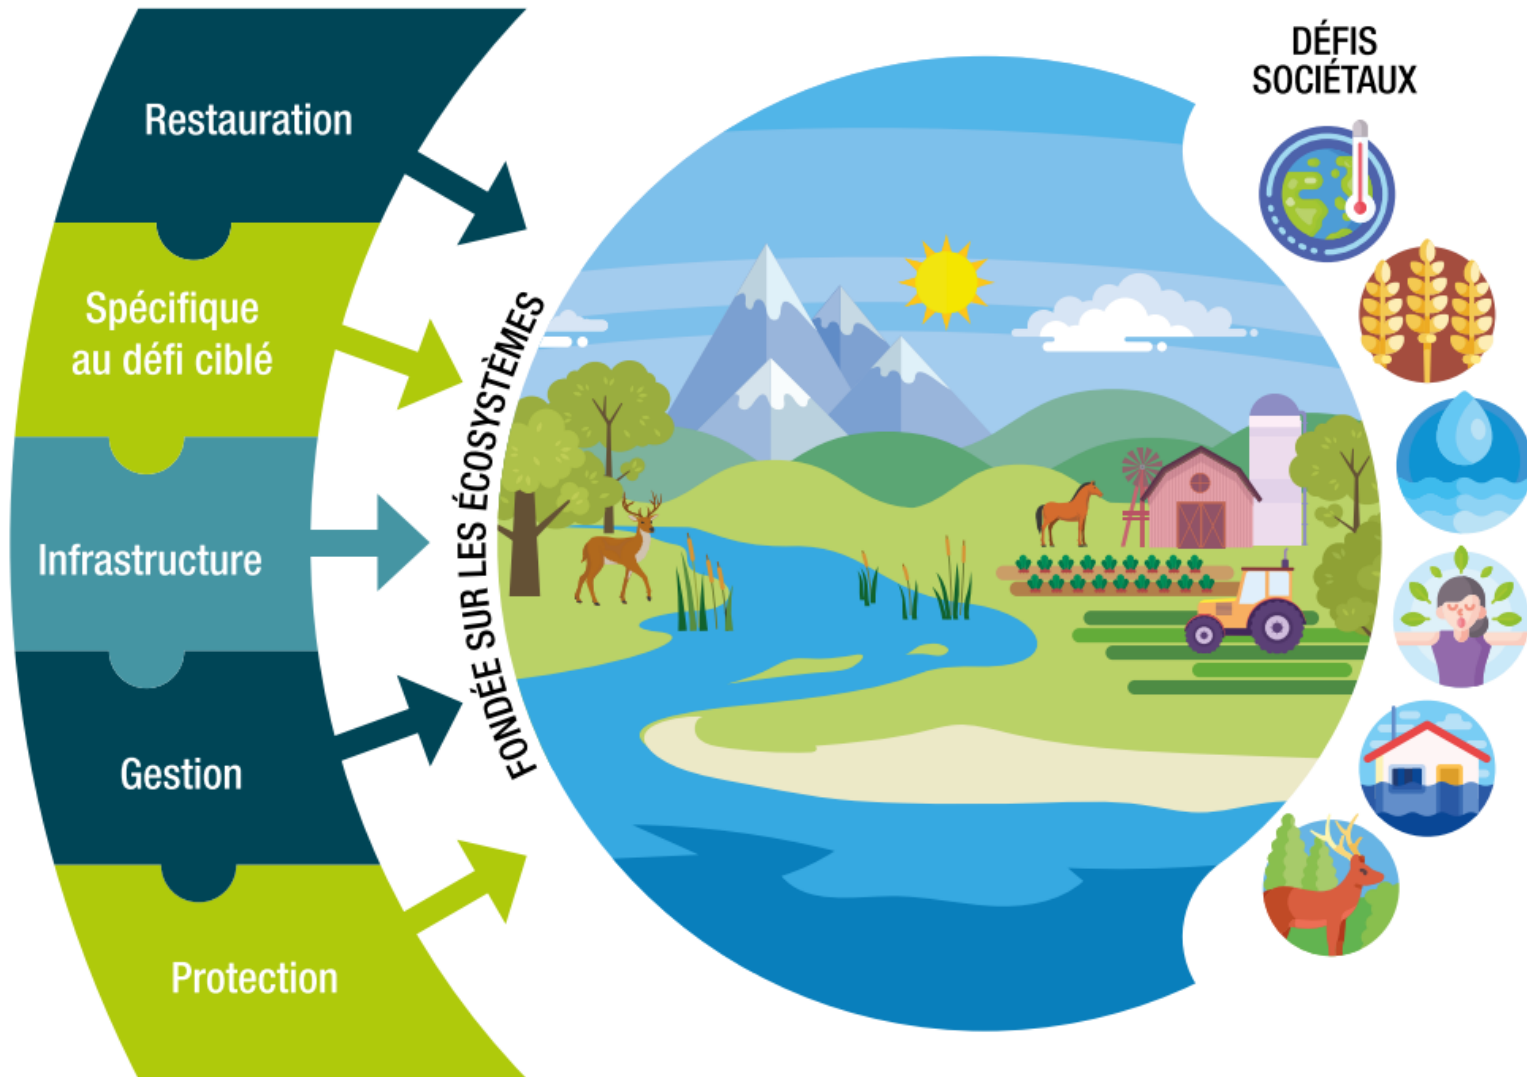 Restauration
Spécifique
au défi ciblé
Infrastructure
Gestion
Protection
FONDÉE SUR LES ÉCOSYSTÈMES
DÉFIS
SOCIÉTAUX